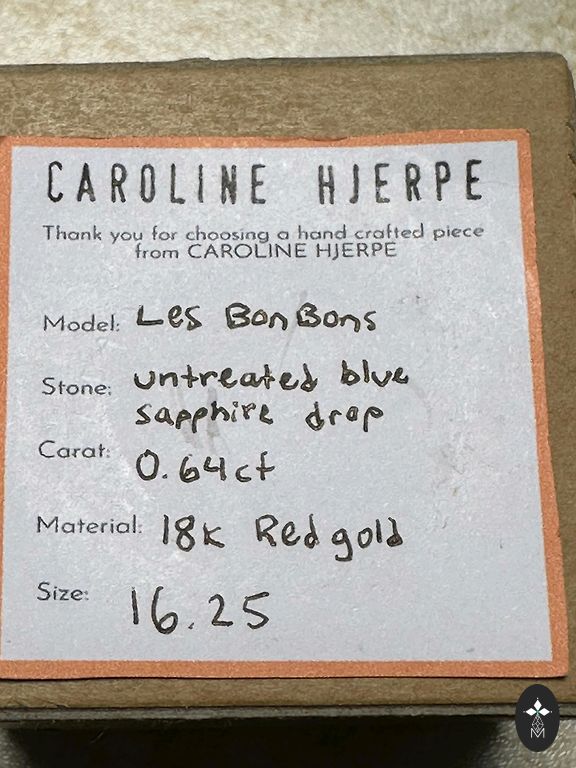 CAROLINE HJERPE
Thank you for choosing a hand crafted piece
from CAROLINE HJERPE
Model: Les BonBons
Stone: untreated blue
sapphire drop
Carat: 0.64ct
Material: 18k Red gold
Size: 16.25
M